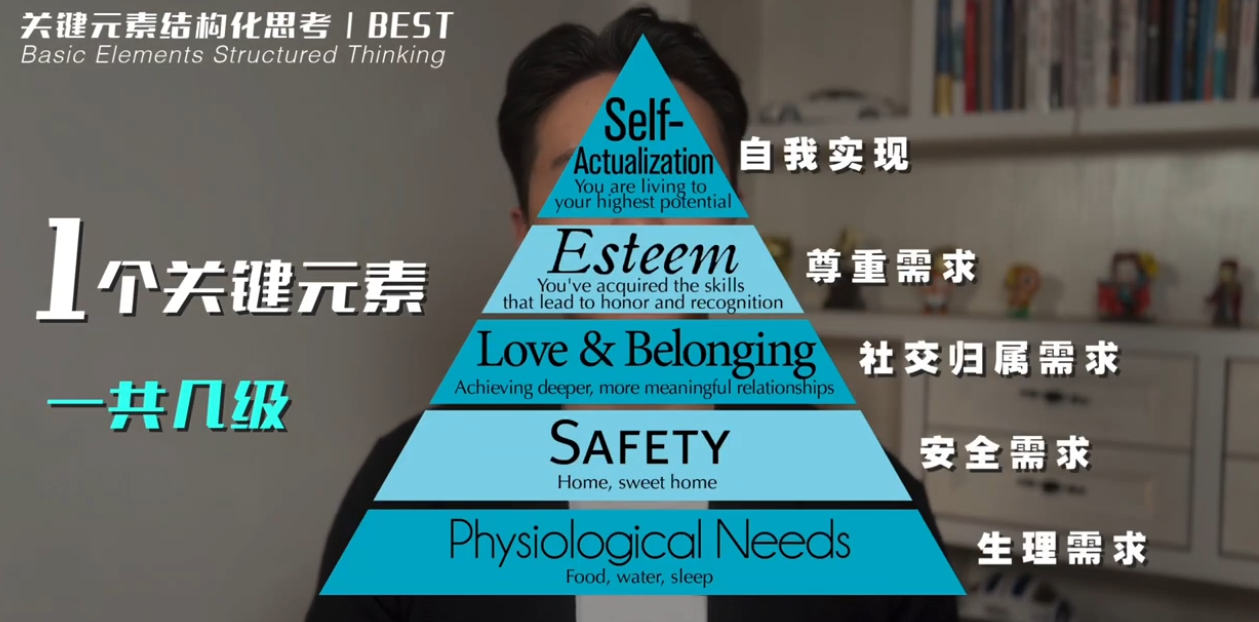 关键元素结构化思考 | BEST
Basic Elements Structured Thinking
1个关键元素
一共几级
Self-
Actualization
You are living to
your highest potential
自我实现
Esteem
You've acquired the skills
that lead to honor and recognition
尊重需求
Love & Belonging
Achieving deeper, more meaningful relationships
社交归属需求
SAFETY
Home, sweet home
安全需求
Physiological Needs
Food, water, sleep
生理需求